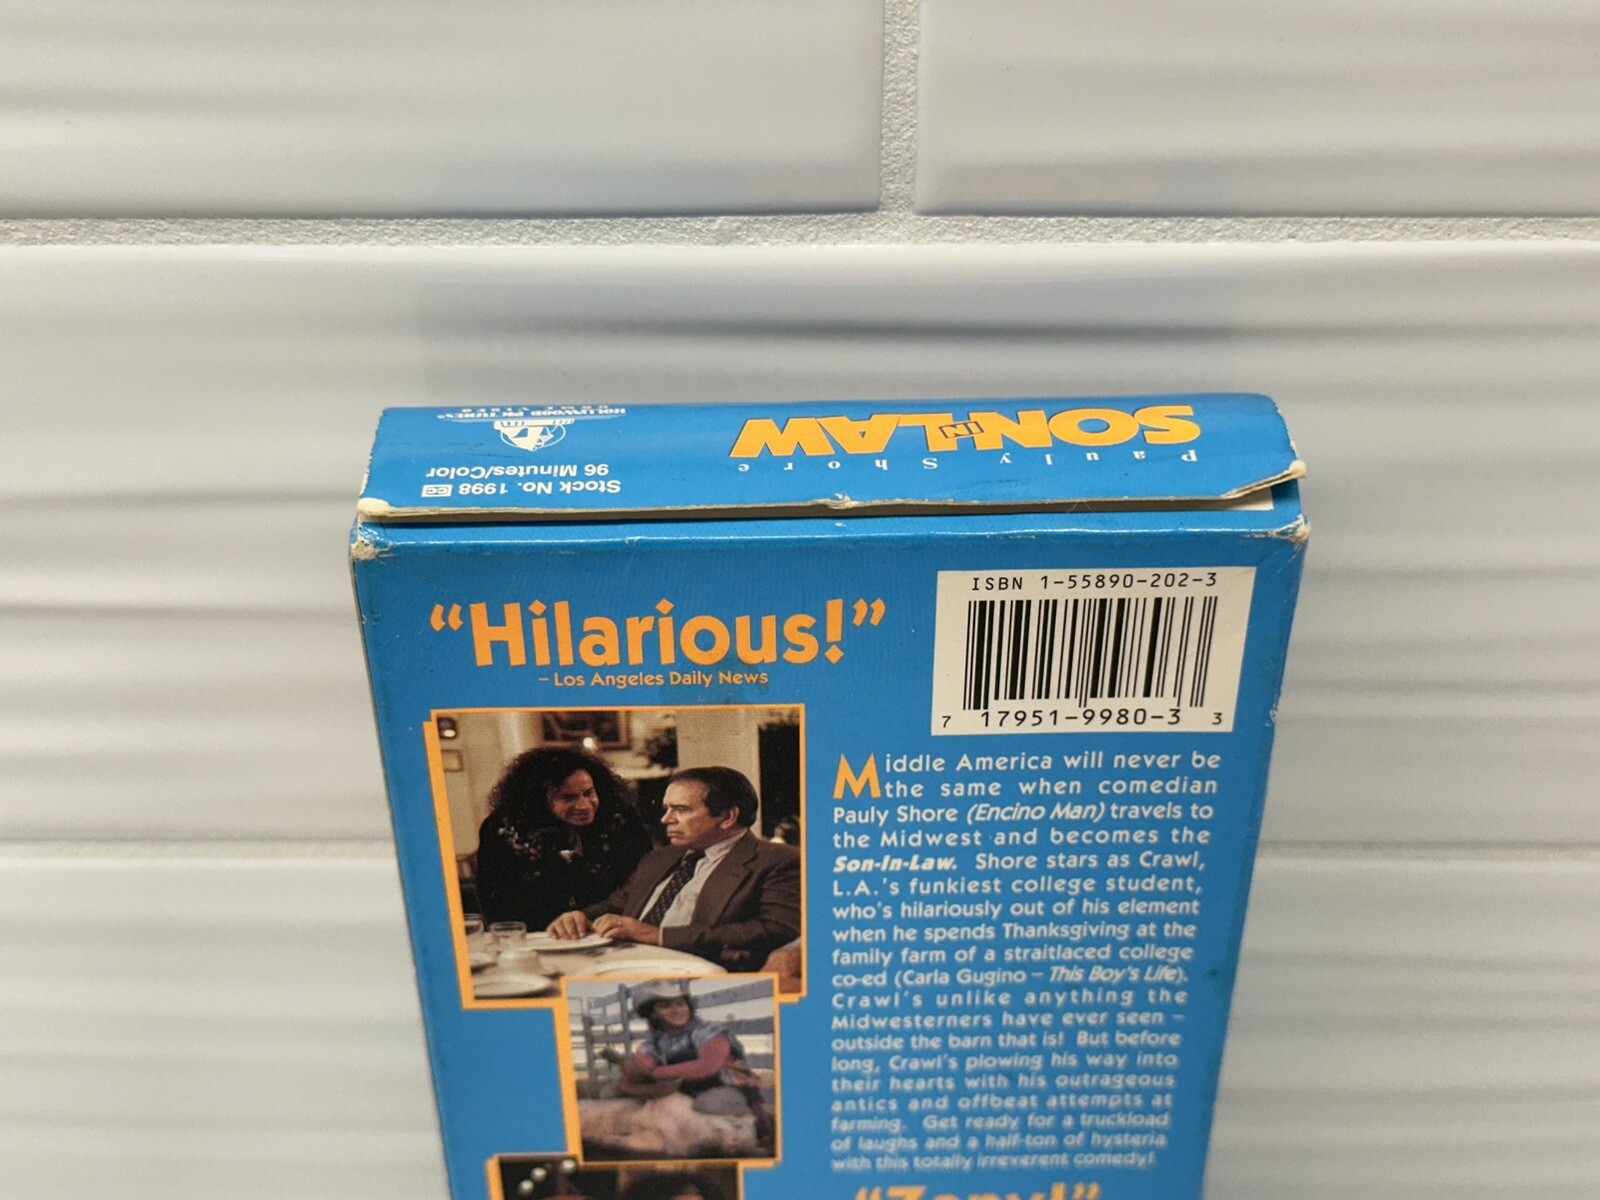 SON IN LAW
Pauly Shore
HOLLYWOOD PICTURES
HOME VIDEO
96 Minutes/Color
Stock No. 1998 CC
"Hilarious!"
– Los Angeles Daily News
ISBN 1-55890-202-3
7 17951-9980-3 3
Middle America will never be
the same when comedian
Pauly Shore (Encino Man) travels to
the Midwest and becomes the
Son-In-Law. Shore stars as Crawl,
L.A.'s funkiest college student,
who's hilariously out of his element
when he spends Thanksgiving at the
family farm of a straitlaced college
co-ed (Carla Gugino – This Boy's Life).
Crawl's unlike anything the
Midwesterners have ever seen –
outside the barn that is! But before
long, Crawl's plowing his way into
their hearts with his outrageous
antics and offbeat attempts at
farming. Get ready for a truckload
of laughs and a half-ton of hysteria
with this totally irreverent comedy!
"Zany!"